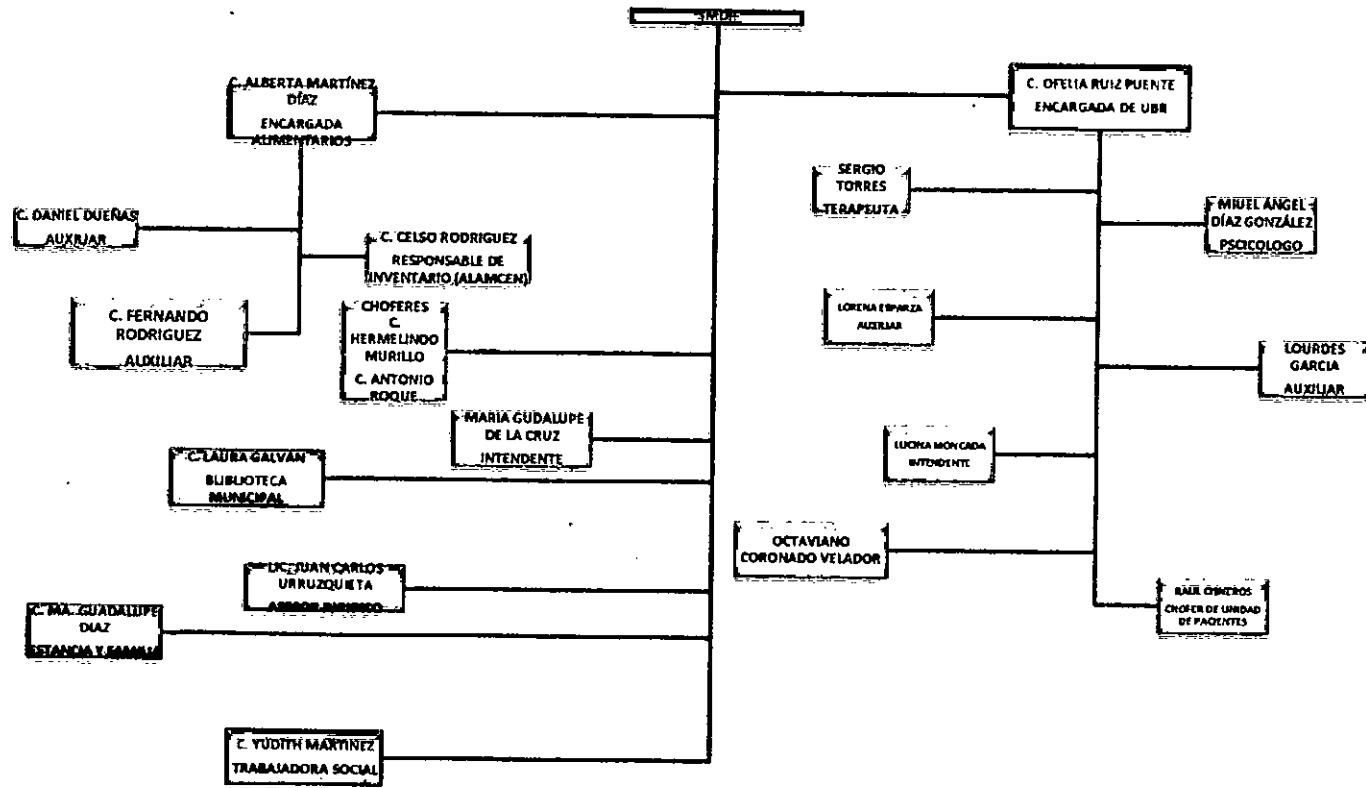 SMDIF
C. ALBERTA MARTÍNEZ
DÍAZ
ENCARGADA
ALIMENTARIOS
C. OFELIA RUIZ PUENTE
ENCARGADA DE UBR
SERGIO
TORRES
TERAPEUTA
C. DANIEL DUEÑAS
AUXILIAR
MIUEL ÁNGEL
DÍAZ GONZÁLEZ
PSCICOLOGO
C. CELSO RODRIGUEZ
RESPONSABLE DE
INVENTARIO (ALAMCEN)
C. FERNANDO
RODRIGUEZ
AUXILIAR
CHOFERES
C.
HERMELINDO
MURILLO
C. ANTONIO
ROQUE
LORENA ESPARZA
AUXILIAR
LOURDES
GARCIA
AUXILIAR
MARIA GUDALUPE
DE LA CRUZ
INTENDENTE
LUCINA MONCADA
INTENDENTE
C. LAURA GALVÁN
BLIBLIOTECA
MUNICIPAL
OCTAVIANO
CORONADO VELADOR
LIC. JUAN CARLOS
URRUZQUIETA
ASESOR JURIDICO
C. MA. GUADALUPE
DIAZ
ESTANCIA Y FAMILIA
RAUL CISNEROS
CHOFER DE UNIDAD
DE PACIENTES
C. YUDITH MARTINEZ
TRABAJADORA SOCIAL